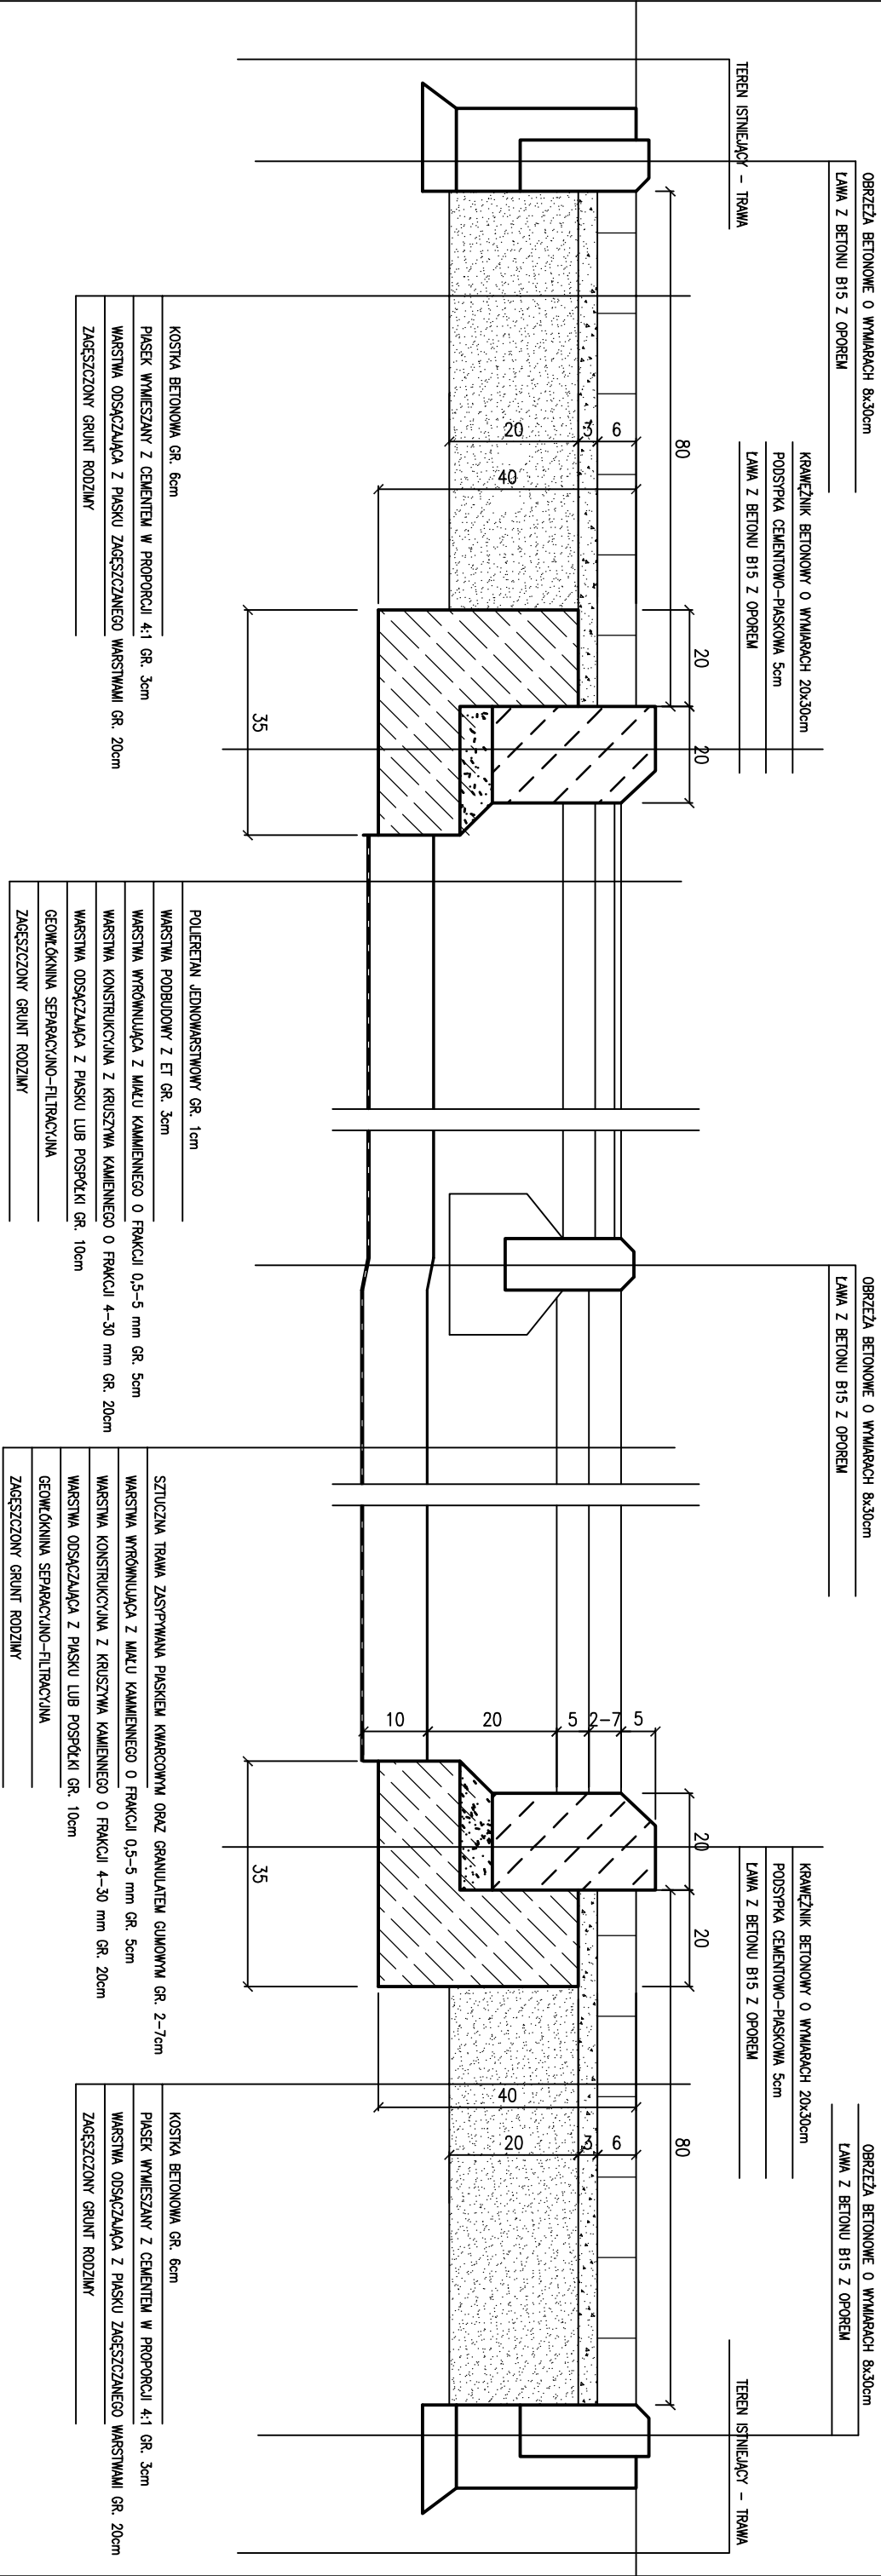 OBRZEŻA BETONOWE O WYMIARACH 8x30cm
ŁAWA Z BETONU B15 Z OPOREM
TEREN ISTNIEJĄCY - TRAWA
KRAWĘŻNIK BETONOWY O WYMIARACH 20x30cm
PODSYPKA CEMENTOWO-PIASKOWA 5cm
ŁAWA Z BETONU B15 Z OPOREM
OBRZEŻA BETONOWE O WYMIARACH 8x30cm
ŁAWA Z BETONU B15 Z OPOREM
KRAWĘŻNIK BETONOWY O WYMIARACH 20x30cm
PODSYPKA CEMENTOWO-PIASKOWA 5cm
ŁAWA Z BETONU B15 Z OPOREM
OBRZEŻA BETONOWE O WYMIARACH 8x30cm
ŁAWA Z BETONU B15 Z OPOREM
TEREN ISTNIEJĄCY - TRAWA
80
20
20
6
3
20
40
35
5
2-7
5
20
10
20
20
80
6
3
20
40
35
KOSTKA BETONOWA GR. 6cm
PIASEK WYMIESZANY Z CEMENTEM W PROPORCJI 4:1 GR. 3cm
WARSTWA ODSĄCZAJĄCA Z PIASKU ZAGĘSZCZANEGO WARSTWAMI GR. 20cm
ZAGĘSZCZONY GRUNT RODZIMY
POLIERETAN JEDNOWARSTWOWY GR. 1cm
WARSTWA PODBUDOWY Z ET GR. 3cm
WARSTWA WYRÓWNUJĄCA Z MIAŁU KAMMIENNEGO O FRAKCJI 0,5-5 mm GR. 5cm
WARSTWA KONSTRUKCYJNA Z KRUSZYWA KAMIENNEGO O FRAKCJI 4-30 mm GR. 20cm
WARSTWA ODSĄCZAJĄCA Z PIASKU LUB POSPÓŁKI GR. 10cm
GEOWŁÓKNINA SEPARACYJNO-FILTRACYJNA
ZAGĘSZCZONY GRUNT RODZIMY
SZTUCZNA TRAWA ZASYPYWANA PIASKIEM KWARCOWYM ORAZ GRANULATEM GUMOWYM GR. 2-7cm
WARSTWA WYRÓWNUJĄCA Z MIAŁU KAMMIENNEGO O FRAKCJI 0,5-5 mm GR. 5cm
WARSTWA KONSTRUKCYJNA Z KRUSZYWA KAMIENNEGO O FRAKCJI 4-30 mm GR. 20cm
WARSTWA ODSĄCZAJĄCA Z PIASKU LUB POSPÓŁKI GR. 10cm
GEOWŁÓKNINA SEPARACYJNO-FILTRACYJNA
ZAGĘSZCZONY GRUNT RODZIMY
KOSTKA BETONOWA GR. 6cm
PIASEK WYMIESZANY Z CEMENTEM W PROPORCJI 4:1 GR. 3cm
WARSTWA ODSĄCZAJĄCA Z PIASKU ZAGĘSZCZANEGO WARSTWAMI GR. 20cm
ZAGĘSZCZONY GRUNT RODZIMY